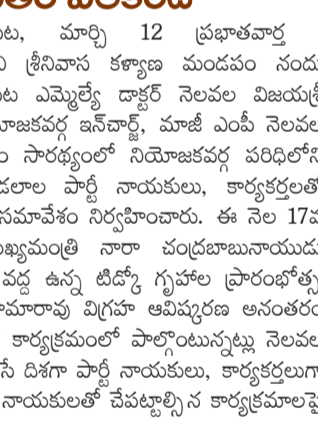 ట, మార్చి 12 ప్రభాతవార్త
శ్రీనివాస కళ్యాణ మండపం నందు
ట ఎమ్మెల్యే డాక్టర్ నెలవల విజయశ్రీ
ోజకవర్గ ఇన్‌చార్జ్, మాజీ ఎంపీ నెలవల
ం సారథ్యంలో నియోజకవర్గ పరిధిలోని
డలాల పార్టీ నాయకులు, కార్యకర్తలతో
సమావేశం నిర్వహించారు. ఈ నెల 17వ
ుఖ్యమంత్రి నారా చంద్రబాబునాయుడు
వద్ద ఉన్న టిడ్కో గృహాల ప్రారంభోత్స
ామారావు విగ్రహ ఆవిష్కరణ అనంతరం
కార్యక్రమంలో పాల్గొంటున్నట్లు నెలవల
సే దిశగా పార్టీ నాయకులు, కార్యకర్తలుగా
నాయకులతో చేపట్టాల్సిన కార్యక్రమాలపై